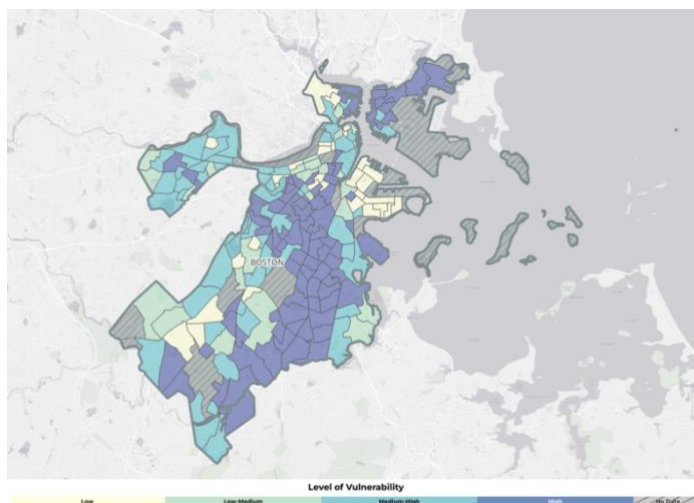 BOSTON
Level of Vulnerability
Low
Low-Medium
Medium-High
High
No Data